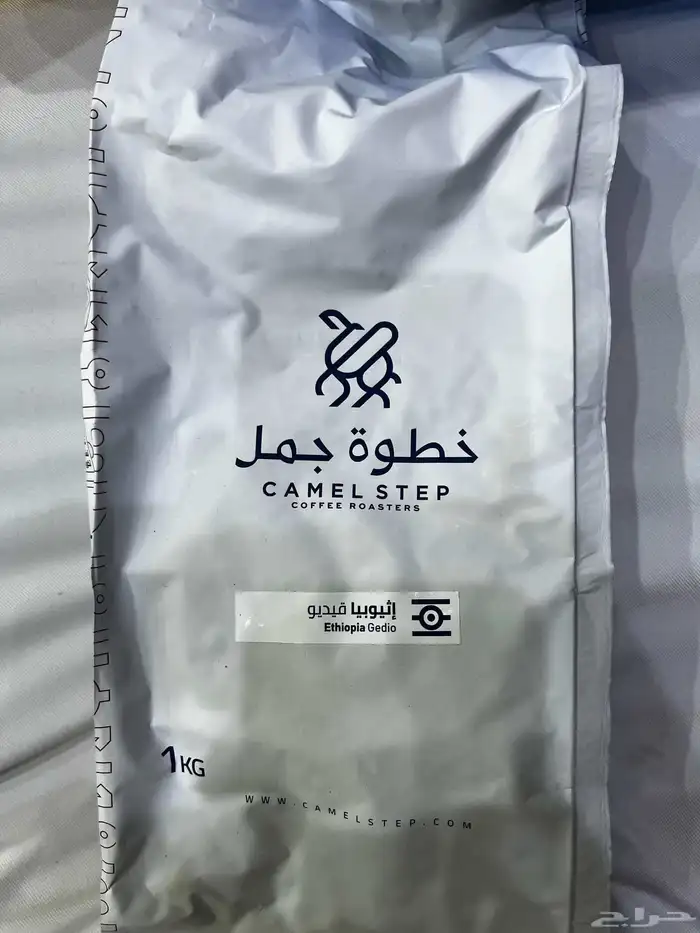 خطوة جمل
CAMEL STEP
COFFEE ROASTERS
إثيوبيا قيديو
Ethiopia Gedio
1KG
WWW.CAMELSTEP.COM
حراج